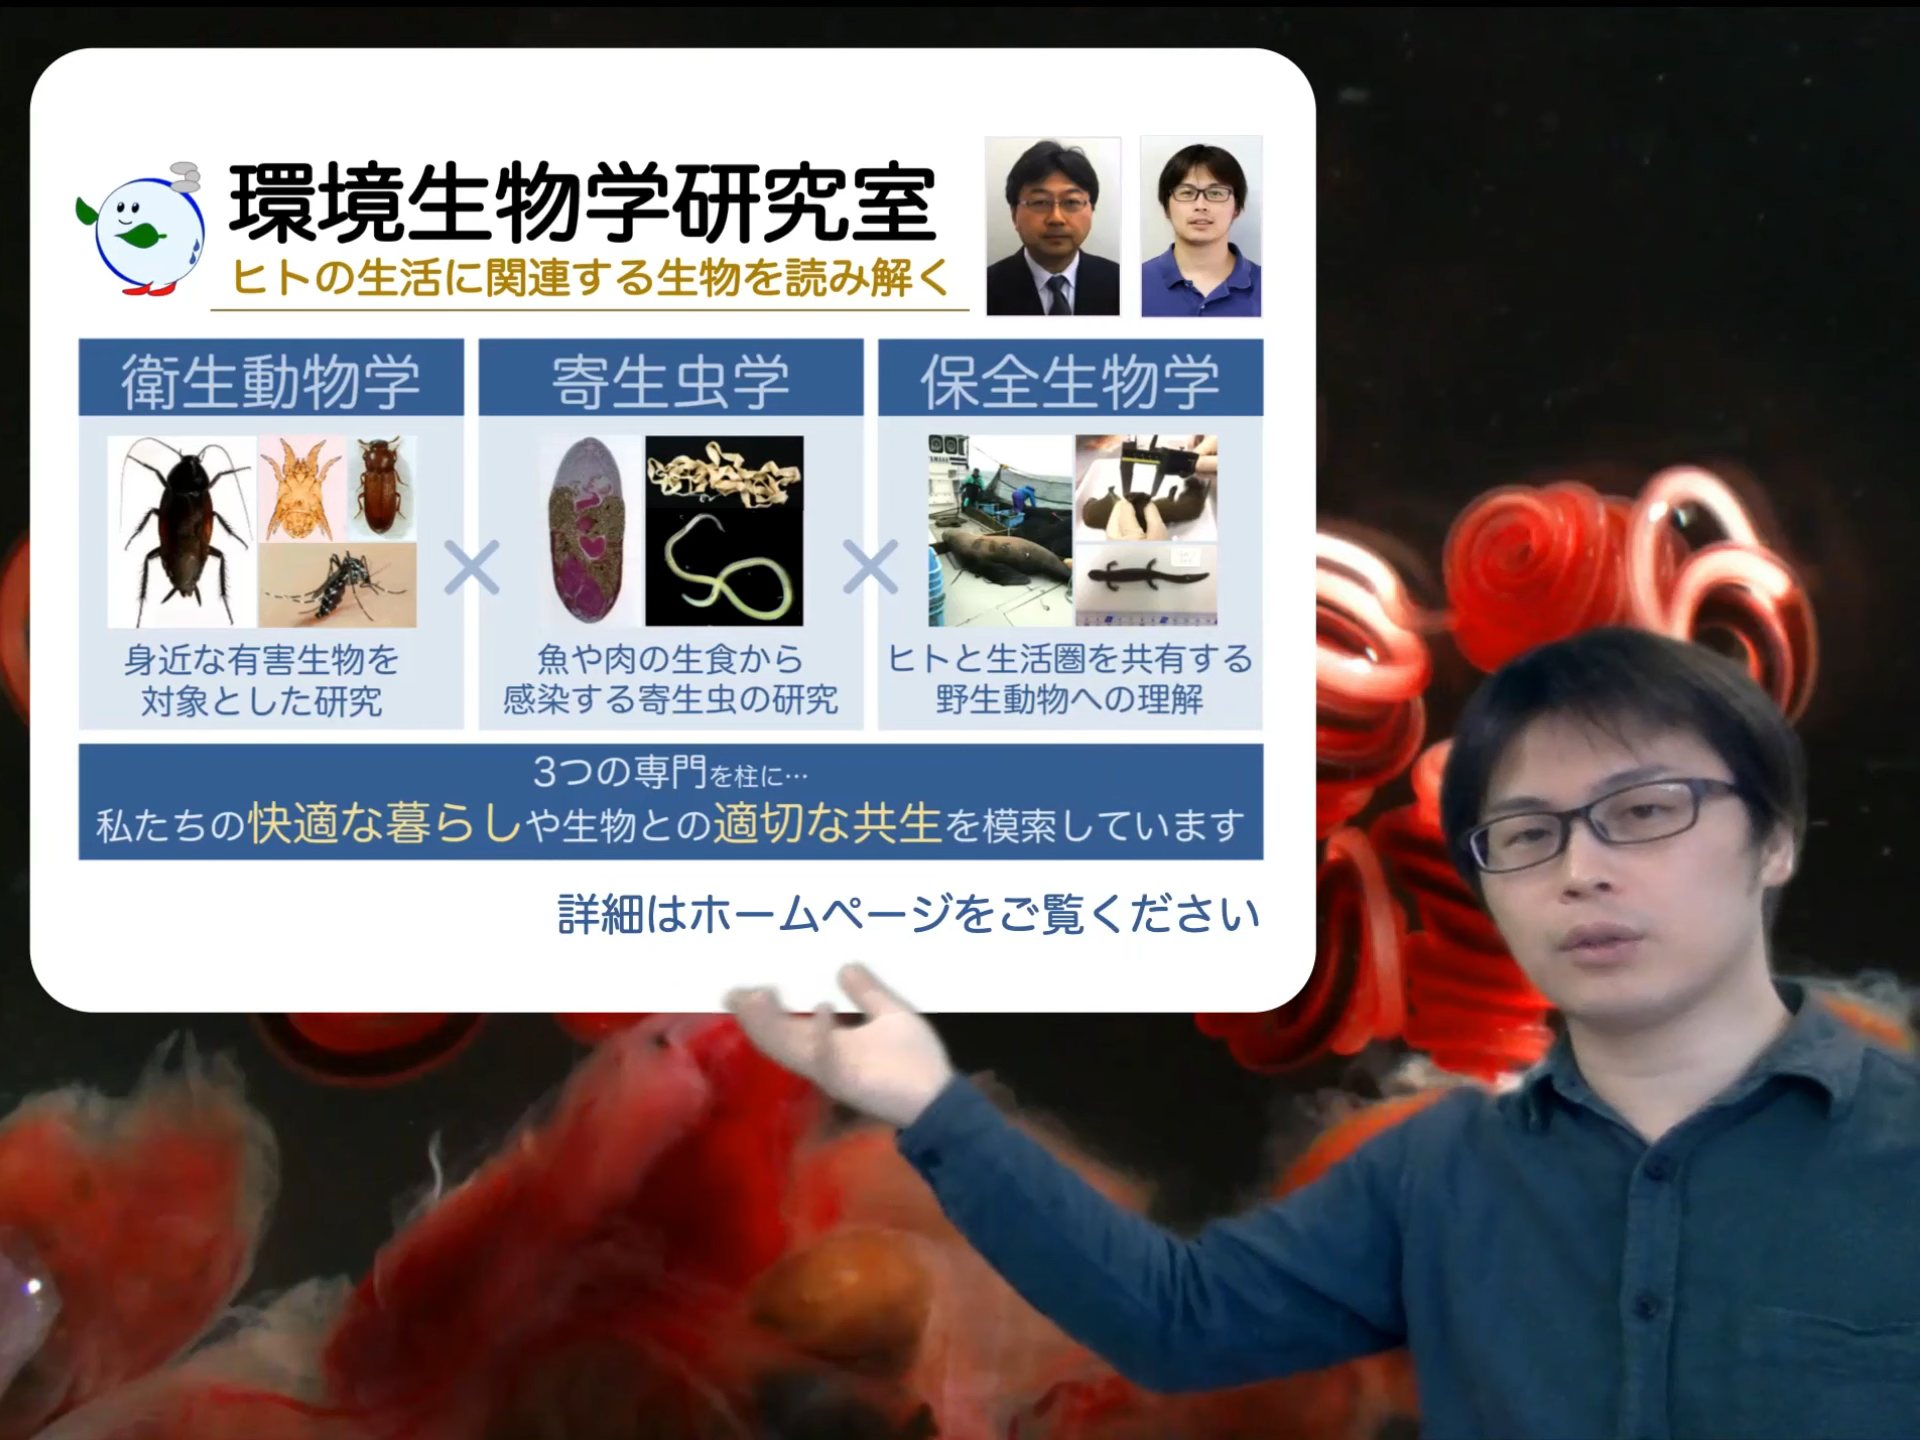 環境生物学研究室
ヒトの生活に関連する生物を読み解く
衛生動物学
寄生虫学
保全生物学
×
×
身近な有害生物を
対象とした研究
魚や肉の生食から
感染する寄生虫の研究
ヒトと生活圏を共有する
野生動物への理解
3つの専門を柱に…
私たちの快適な暮らしや生物との適切な共生を模索しています
詳細はホームページをご覧ください